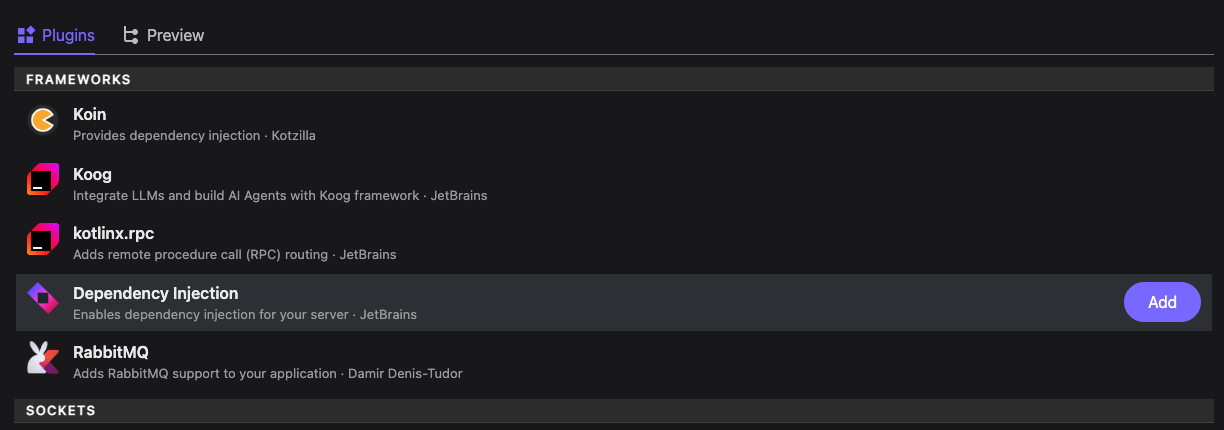 Plugins
Preview
FRAMEWORKS
Koin
Provides dependency injection · Kotzilla
Koog
Integrate LLMs and build AI Agents with Koog framework · JetBrains
kotlinx.rpc
Adds remote procedure call (RPC) routing · JetBrains
Dependency Injection
Enables dependency injection for your server · JetBrains
Add
RabbitMQ
Adds RabbitMQ support to your application · Damir Denis-Tudor
SOCKETS